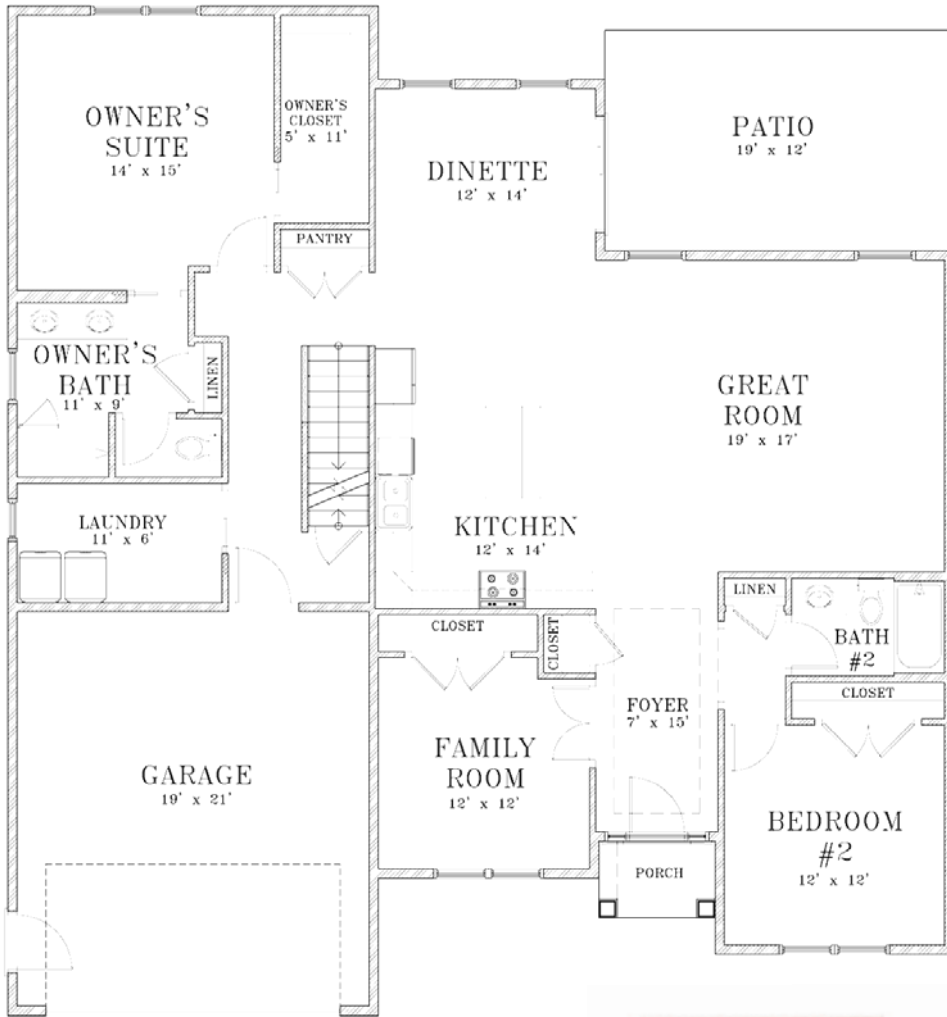 OWNER'S
SUITE
14' x 15'
OWNER'S
CLOSET
5' x 11'
PATIO
19' x 12'
DINETTE
12' x 14'
PANTRY
OWNER'S
BATH
11' x 9'
LINEN
GREAT
ROOM
19' x 17'
LAUNDRY
11' x 6'
KITCHEN
12' x 14'
CLOSET
CLOSET
LINEN
BATH
#2
CLOSET
FOYER
7' x 15'
FAMILY
ROOM
12' x 12'
GARAGE
19' x 21'
BEDROOM
#2
12' x 12'
PORCH